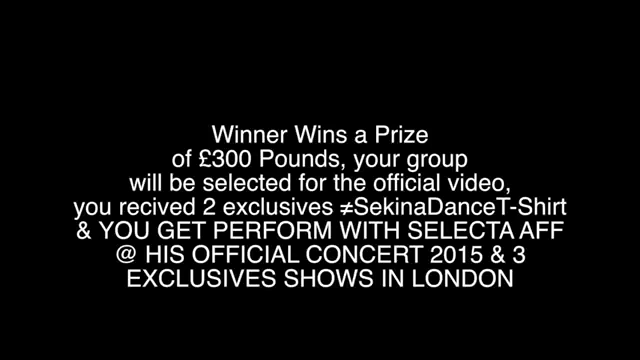 Winner Wins a Prize
of £300 Pounds, your group
will be selected for the official video,
you recived 2 exclusives ≠SekinaDanceT-Shirt
& YOU GET PERFORM WITH SELECTA AFF
@ HIS OFFICIAL CONCERT 2015 & 3
EXCLUSIVES SHOWS IN LONDON